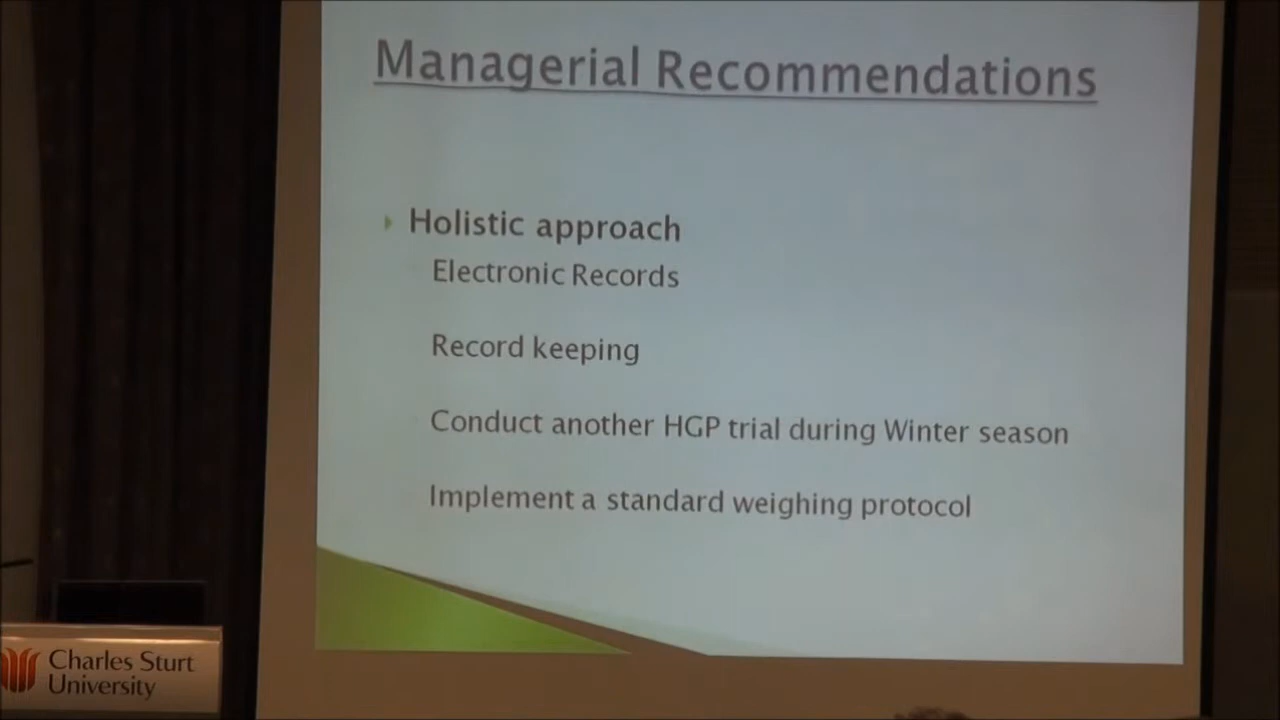 Managerial Recommendations
Holistic approach
Electronic Records
Record keeping
Conduct another HGP trial during Winter season
Implement a standard weighing protocol
Charles Sturt
University